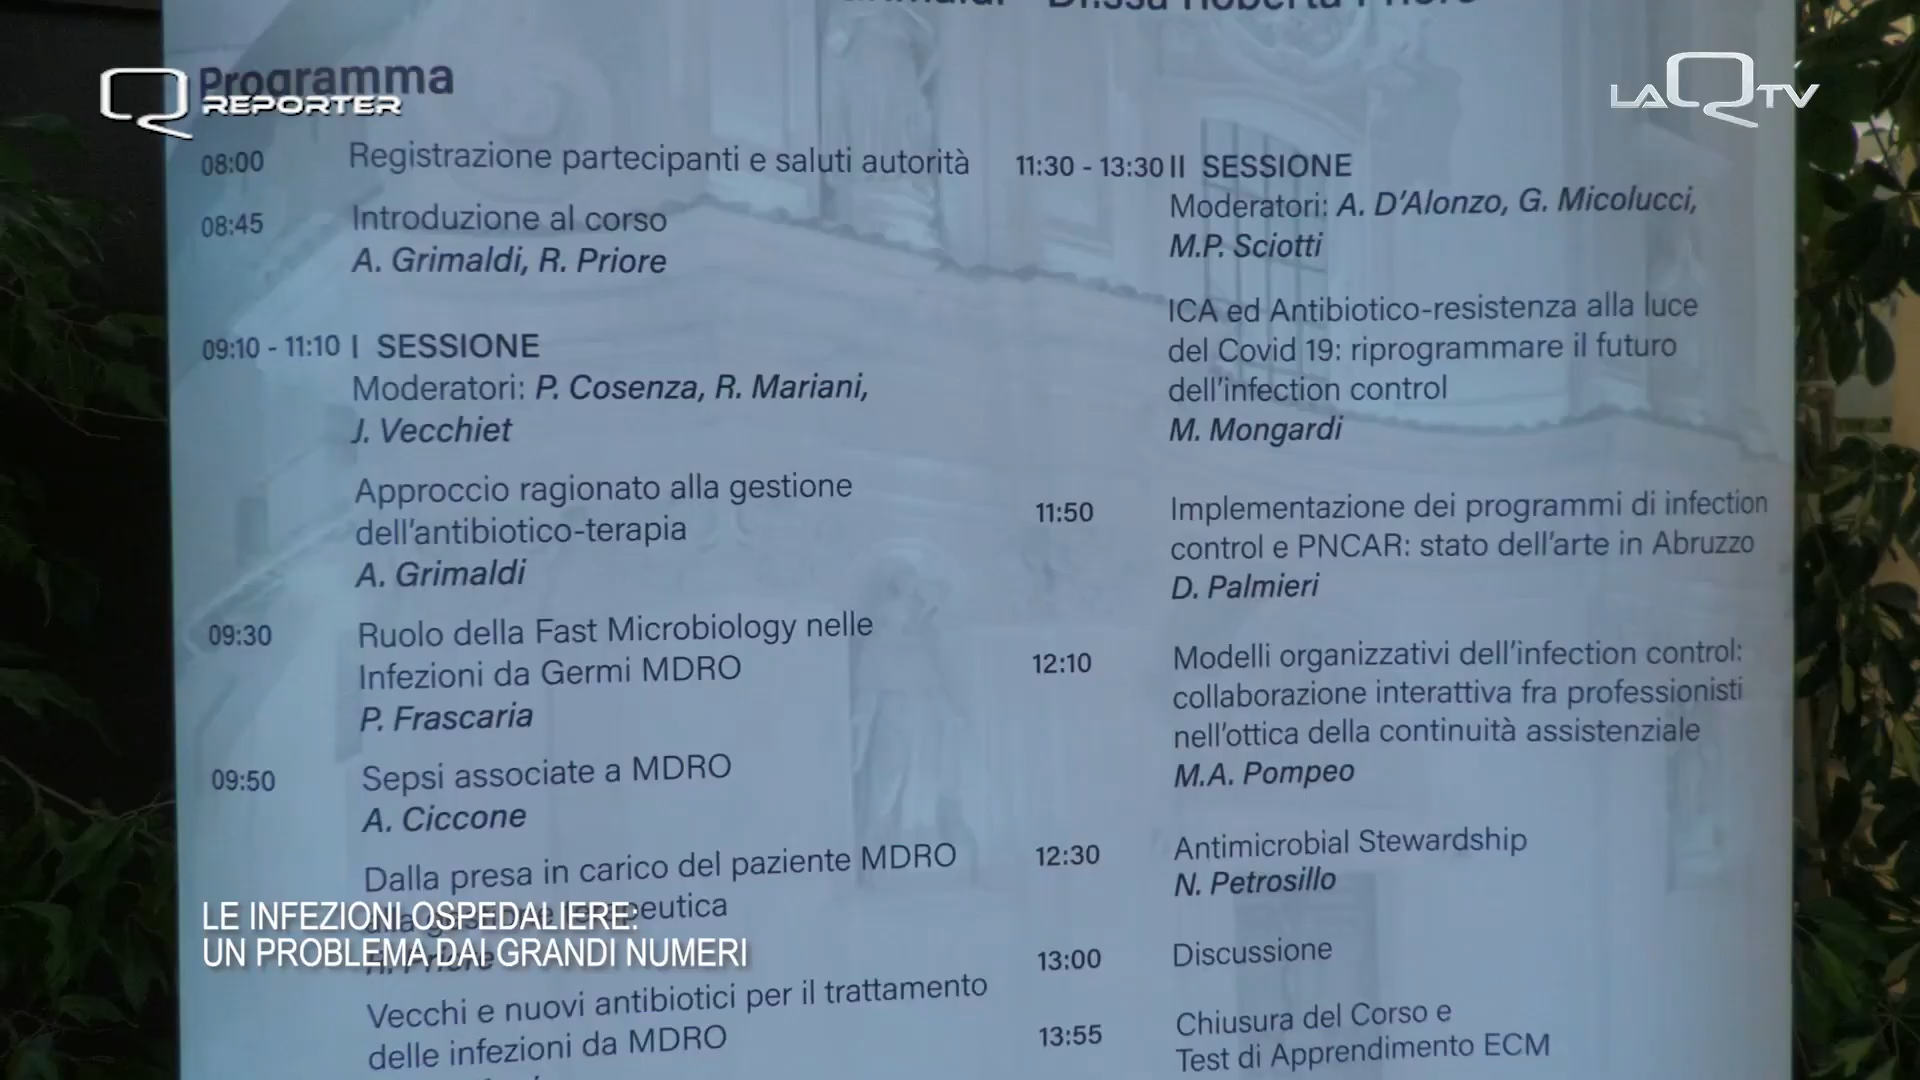 Programma
REPORTER
LAQTV
08:00 Registrazione partecipanti e saluti autorità
08:45 Introduzione al corso
A. Grimaldi, R. Priore
09:10 - 11:10 I SESSIONE
Moderatori: P. Cosenza, R. Mariani,
J. Vecchiet
Approccio ragionato alla gestione
dell'antibiotico-terapia
A. Grimaldi
09:30 Ruolo della Fast Microbiology nelle
Infezioni da Germi MDRO
P. Frascaria
09:50 Sepsi associate a MDRO
A. Ciccone
Dalla presa in carico del paziente MDRO
LE INFEZIONI OSPEDALIERE:
UN PROBLEMA DAI GRANDI NUMERI
Vecchi e nuovi antibiotici per il trattamento
delle infezioni da MDRO
11:30 - 13:30 II SESSIONE
Moderatori: A. D'Alonzo, G. Micolucci,
M.P. Sciotti
ICA ed Antibiotico-resistenza alla luce
del Covid 19: riprogrammare il futuro
dell'infection control
M. Mongardi
11:50 Implementazione dei programmi di infection
control e PNCAR: stato dell'arte in Abruzzo
D. Palmieri
12:10 Modelli organizzativi dell'infection control:
collaborazione interattiva fra professionisti
nell'ottica della continuità assistenziale
M.A. Pompeo
12:30 Antimicrobial Stewardship
N. Petrosillo
13:00 Discussione
13:55 Chiusura del Corso e
Test di Apprendimento ECM